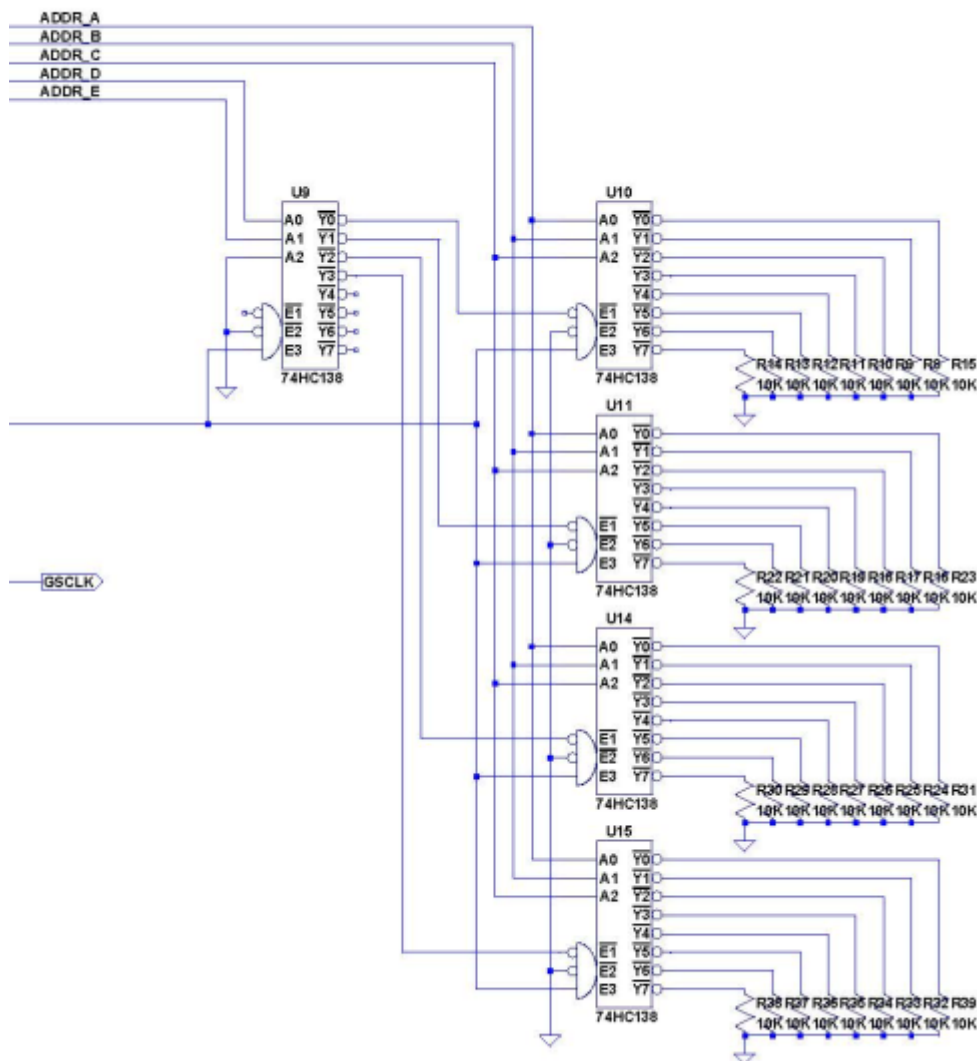 ADDR_A
ADDR_B
ADDR_C
ADDR_D
ADDR_E
U9
A0 Y0
A1 Y1
A2 Y2
Y3
Y4
E1 Y5
E2 Y6
E3 Y7
74HC138
U10
A0 Y0
A1 Y1
A2 Y2
Y3
Y4
E1 Y5
E2 Y6
E3 Y7
74HC138
R14 R13 R12 R11 R10 R9 R8 R15
10K 10K 10K 10K 10K 10K 10K 10K
U11
A0 Y0
A1 Y1
A2 Y2
Y3
Y4
E1 Y5
E2 Y6
E3 Y7
74HC138
R22 R21 R20 R19 R17 R23
10K 10K 10K 10K 10K 10K 10K 10K
GSCLK
U14
A0 Y0
A1 Y1
A2 Y2
Y3
Y4
E1 Y5
E2 Y6
E3 Y7
74HC138
R30 R29 R28 R27 R26 R25 R24 R31
10K 10K 10K 10K 10K 10K 10K 10K
U15
A0 Y0
A1 Y1
A2 Y2
Y3
Y4
E1 Y5
E2 Y6
E3 Y7
74HC138
R37 R35 R34 R33 R32 R39
10K 10K 10K 10K 10K 10K 10K 10K